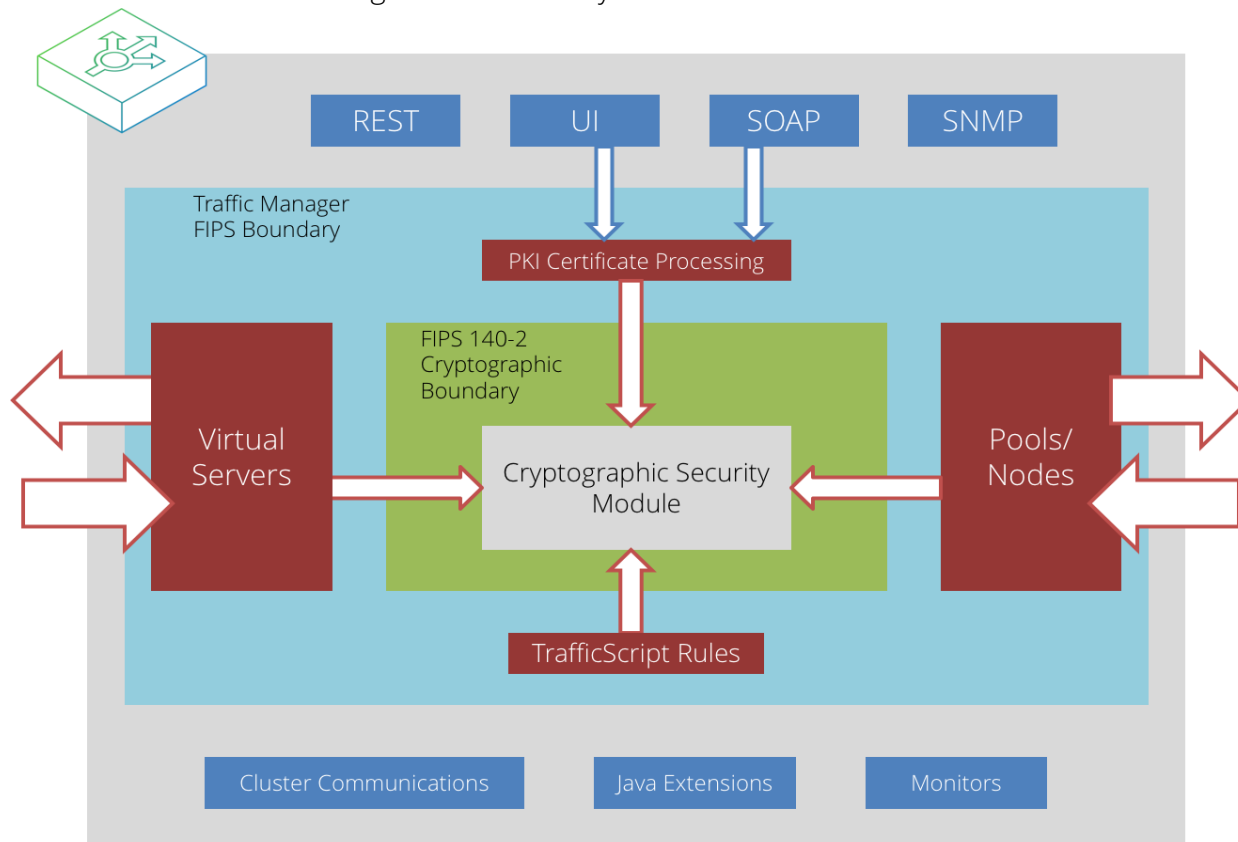 REST
UI
SOAP
SNMP
Traffic Manager
FIPS Boundary
PKI Certificate Processing
FIPS 140-2
Cryptographic
Boundary
Virtual
Servers
Cryptographic Security
Module
Pools/
Nodes
TrafficScript Rules
Cluster Communications
Java Extensions
Monitors